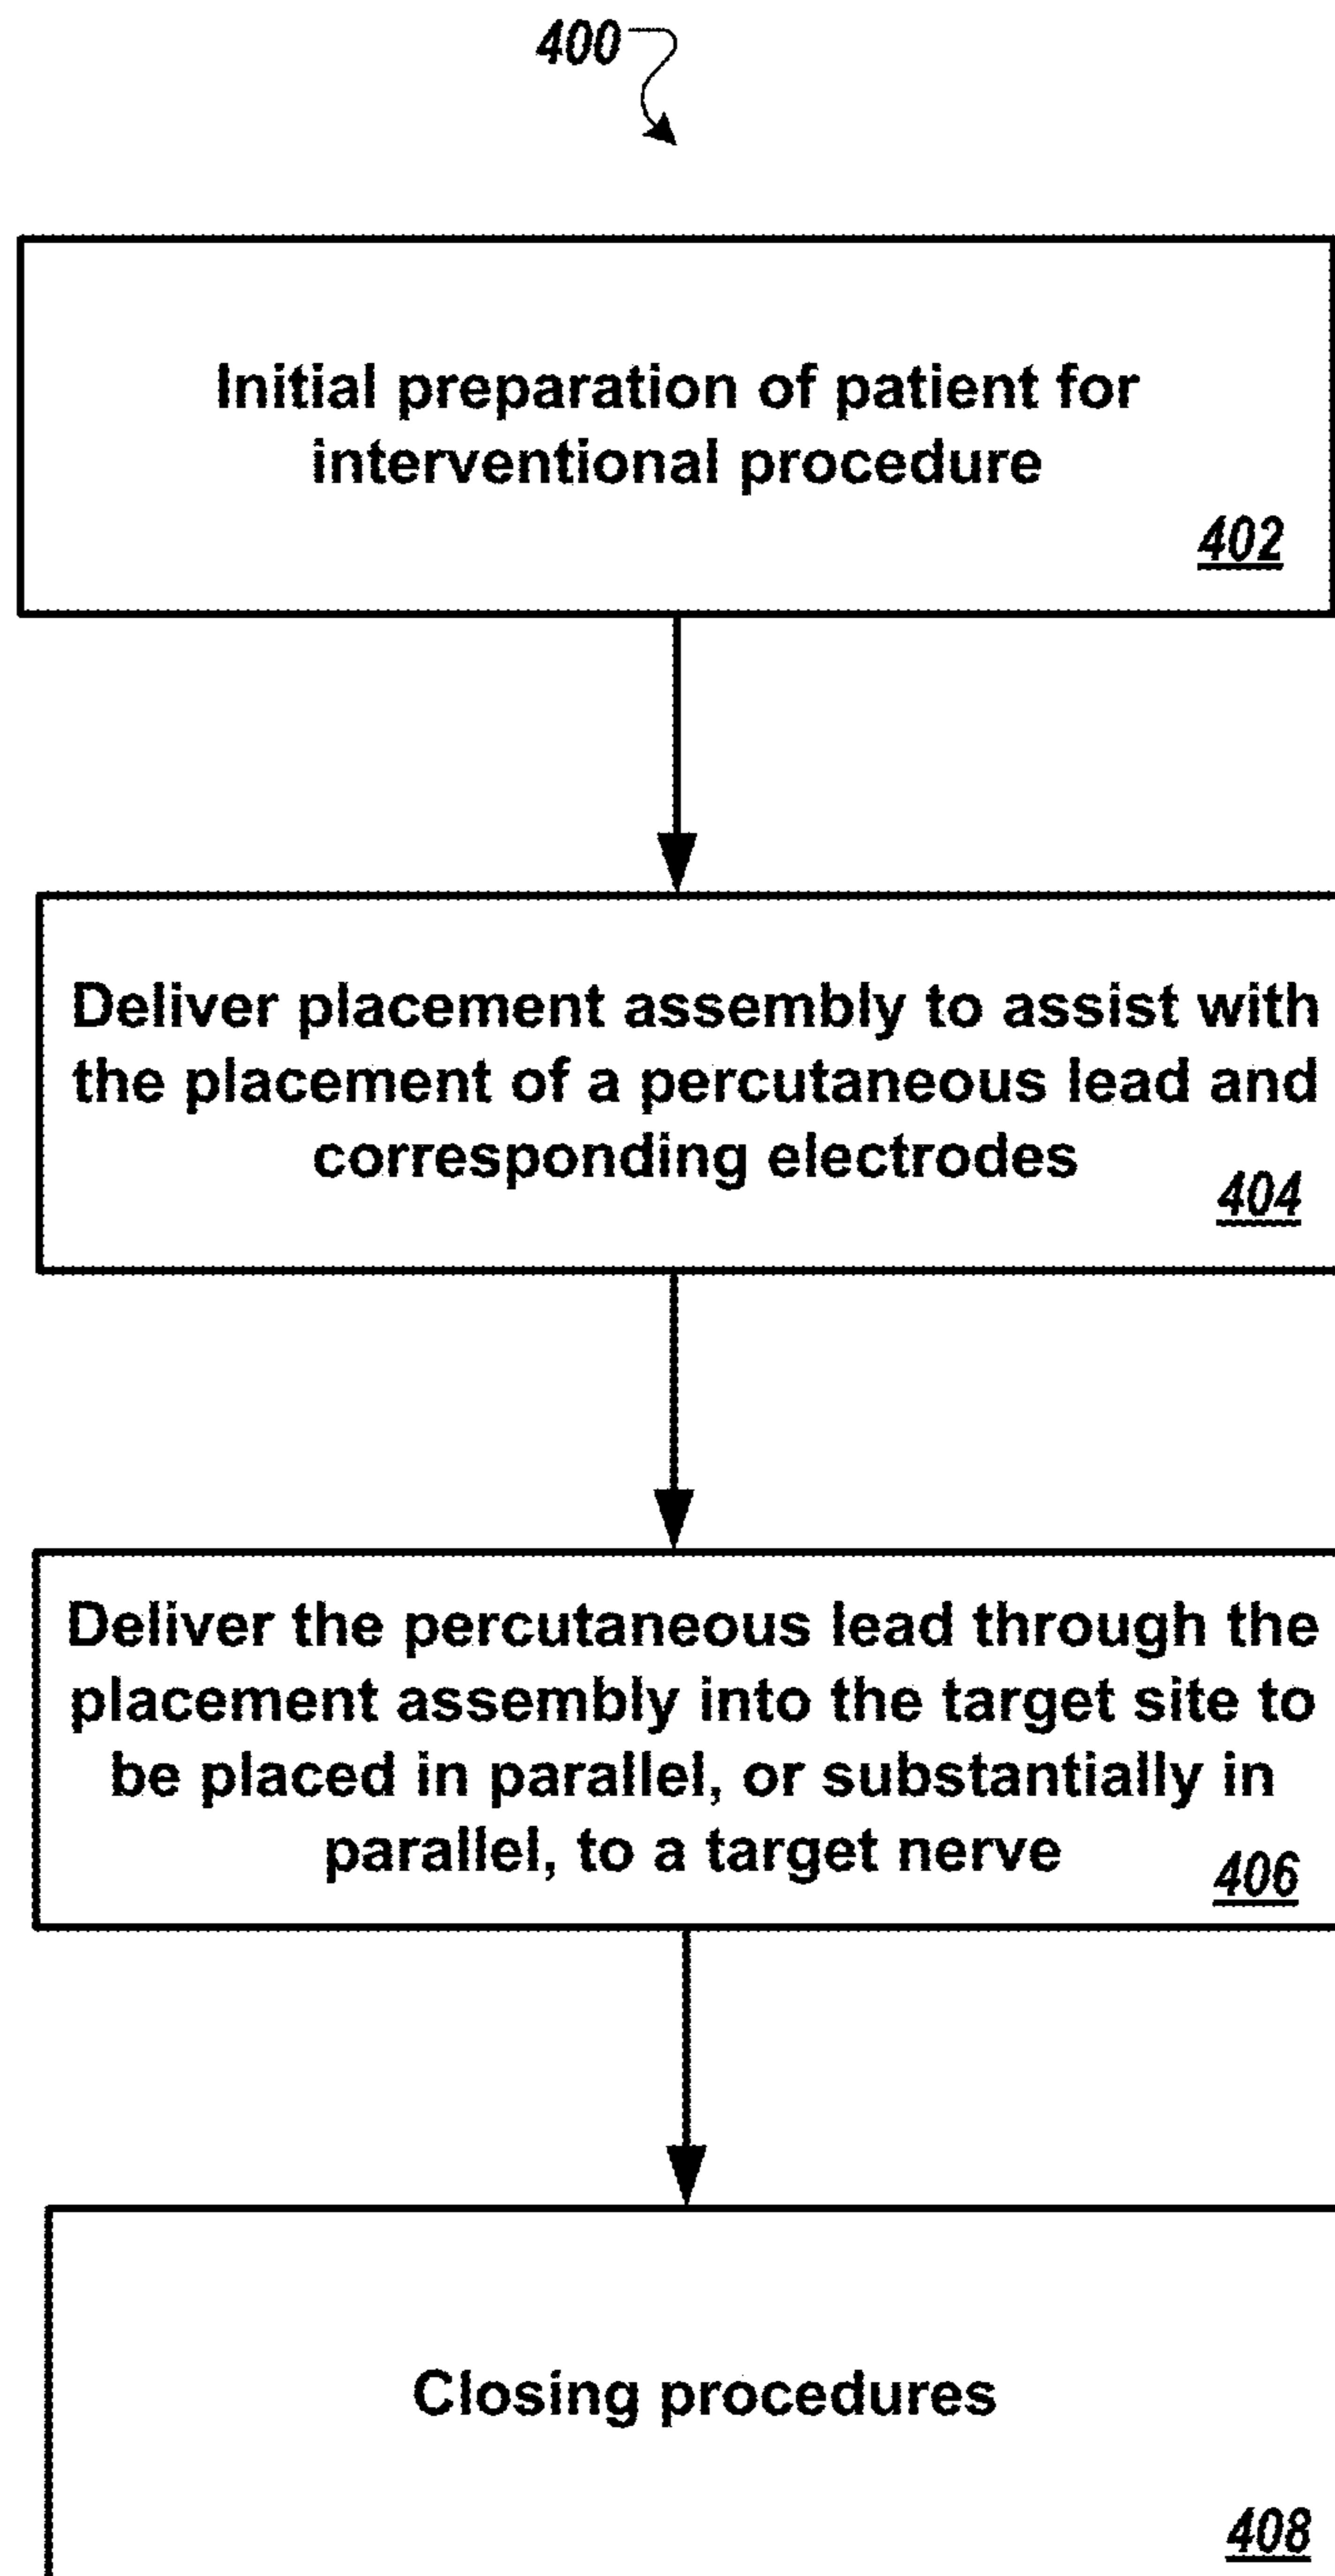 400
Initial preparation of patient for
interventional procedure
402
Deliver placement assembly to assist with
the placement of a percutaneous lead and
corresponding electrodes
404
Deliver the percutaneous lead through the
placement assembly into the target site to
be placed in parallel, or substantially in
parallel, to a target nerve
406
Closing procedures
408